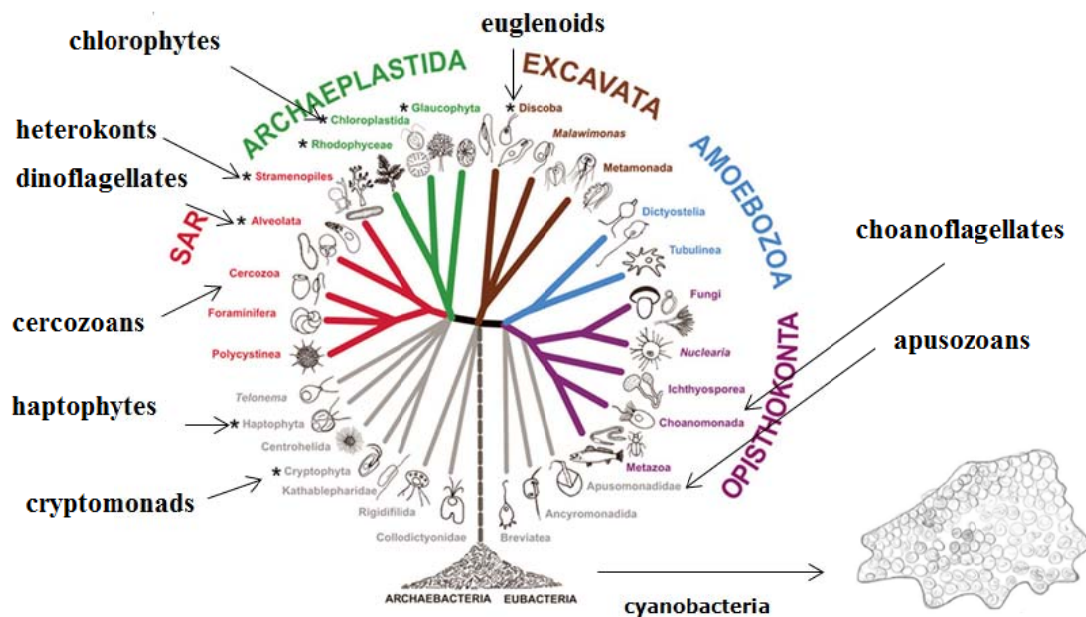 euglenoids
chlorophytes
ARCHAEPLASTIDA
EXCAVATA
* Glaucophyta
* Discoba
* Chloroplastida
heterokonts
* Rhodophyceae
Malawimonas
AMOEBOZOA
Metamonada
dinoflagellates
* Stramenopiles
SAR
* Alveolata
Dictyostelia
choanoflagellates
Tubulinea
Cercozoa
Fungi
cercozoans
Foraminifera
apusozoans
OPISTHOKONTA
Polycystinea
Nuclearia
Ichthyosporea
haptophytes
Telonema
* Haptophyta
Choanomonada
Centrohelida
Metazoa
* Cryptophyta
Apusomonadidae
cryptomonads
Kathablepharidae
Rigidifilida
Ancyromonadida
Collodictyonidae
Breviatea
ARCHAEBACTERIA EUBACTERIA
cyanobacteria